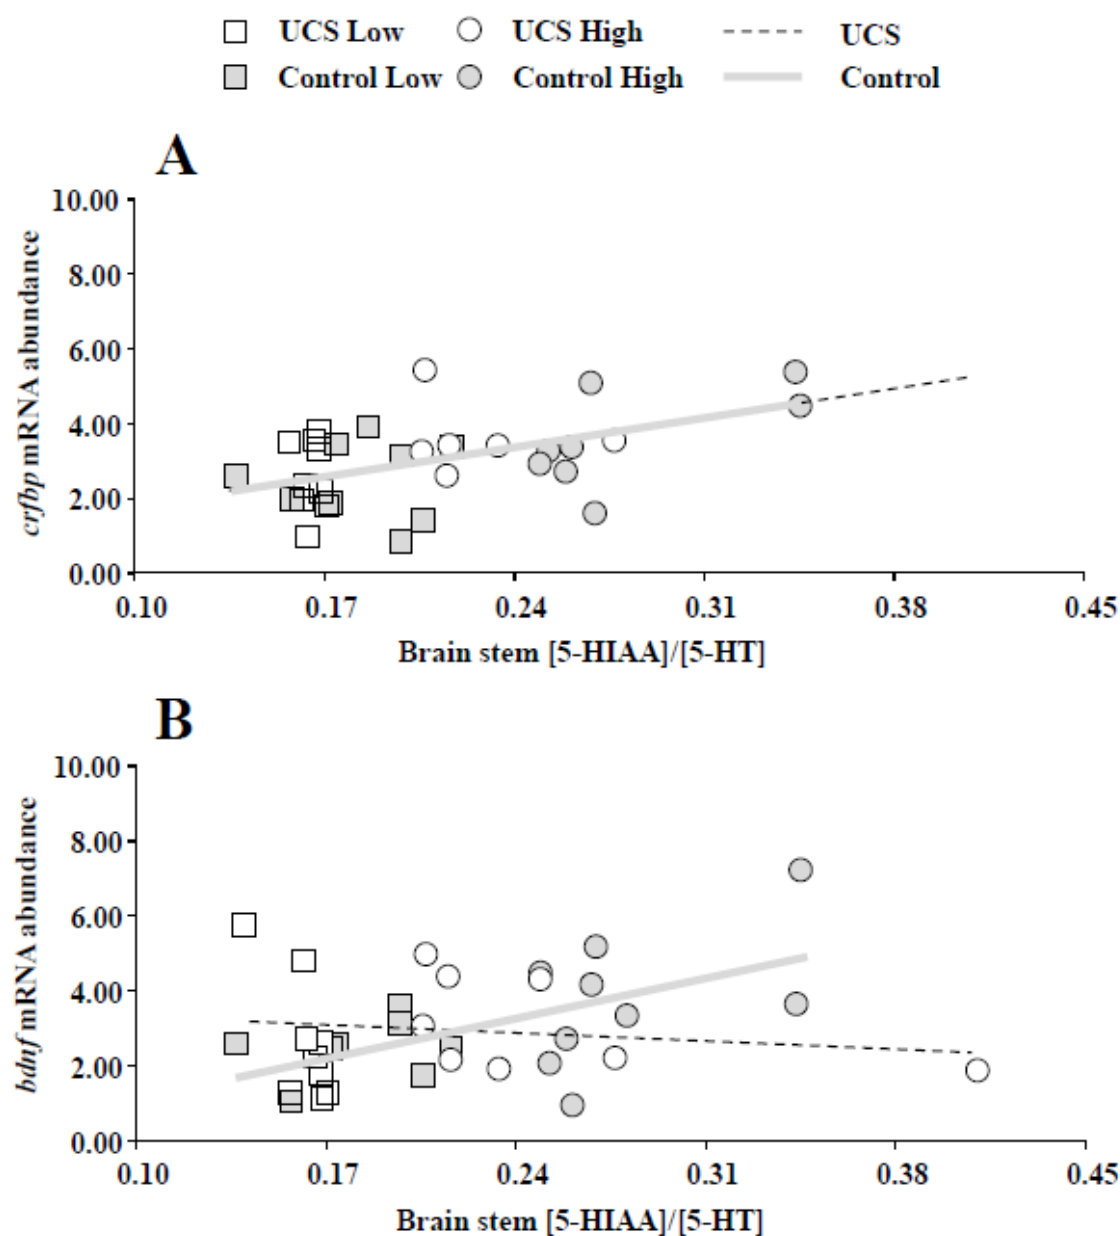 UCS Low UCS High UCS
Control Low Control High Control
A
10.00
8.00
6.00
4.00
2.00
0.00
crfbp mRNA abundance
0.10 0.17 0.24 0.31 0.38 0.45
Brain stem [5-HIAA]/[5-HT]
B
10.00
8.00
6.00
4.00
2.00
0.00
bdnf mRNA abundance
0.10 0.17 0.24 0.31 0.38 0.45
Brain stem [5-HIAA]/[5-HT]